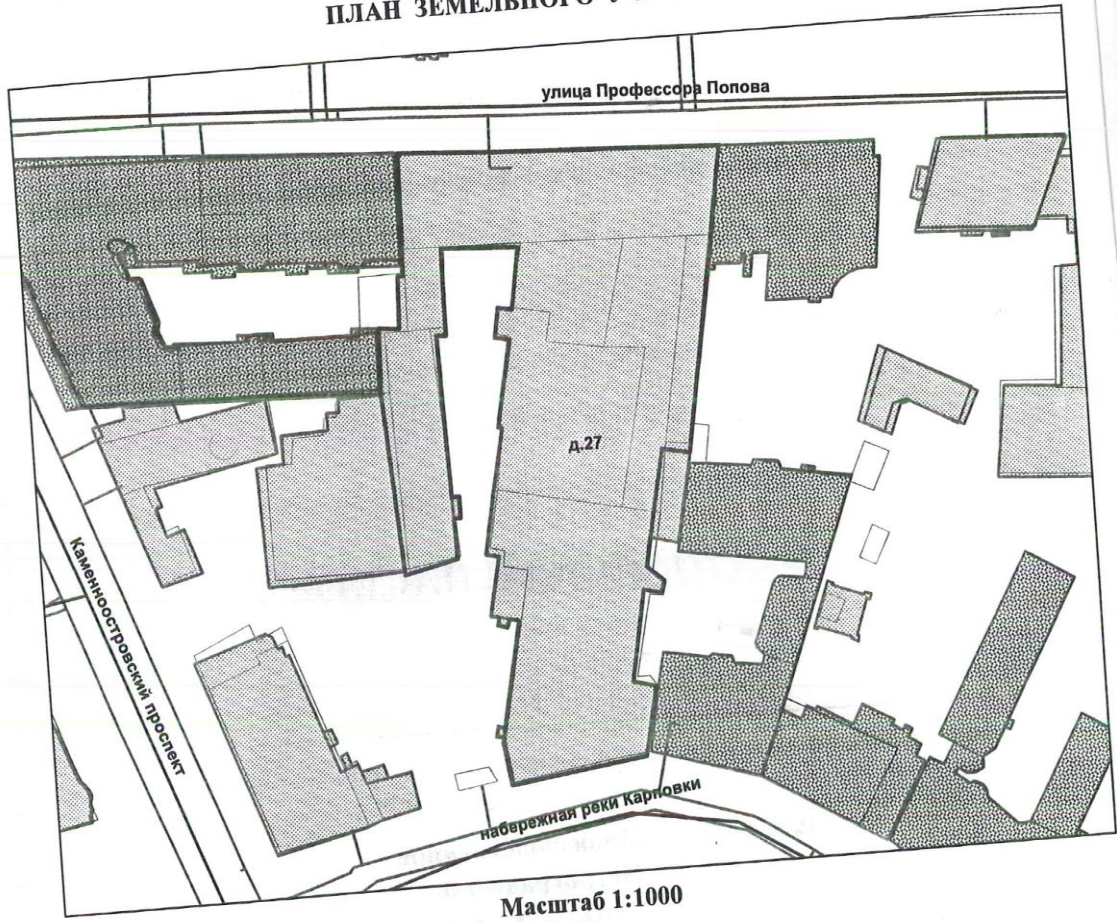 ПЛАН ЗЕМЕЛЬНОГО
улица Профессора Попова
д.27
Каменноостровский проспект
набережная реки Карповки
Масштаб 1:1000